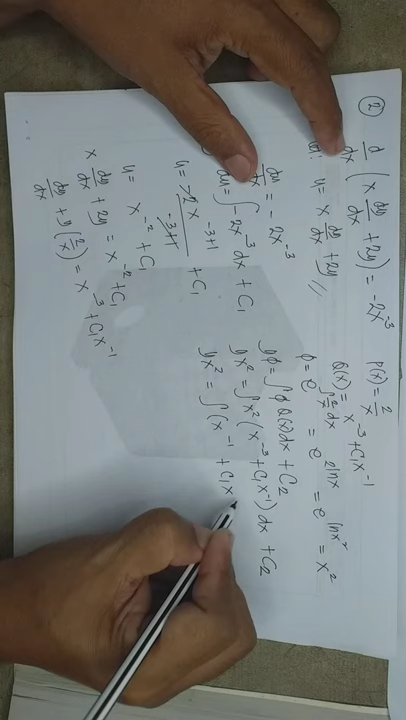 ②
d/dx (x dy/dx + 2y) = -2x^-3
u = x dy/dx + 2y //
du/dx = -2x^-3
∫du = ∫-2x^-3 dx + C1
u = -2x^-3+1 / -3+1 + C1
u = x^-2 + C1
x dy/dx + 2y = x^-2 + C1
dy/dx + y(2/x) = x^-3 + C1x^-1
P(x) = 2/x
Q(x) = x^-3 + C1x^-1
ϕ = e^∫2/x dx = e^2lnx = e^lnx² = x²
yϕ = ∫ϕ Q(x)dx + C2
yx² = ∫x²(x^-3 + C1x^-1)dx + C2
yx² = ∫(x^-1 + C1x